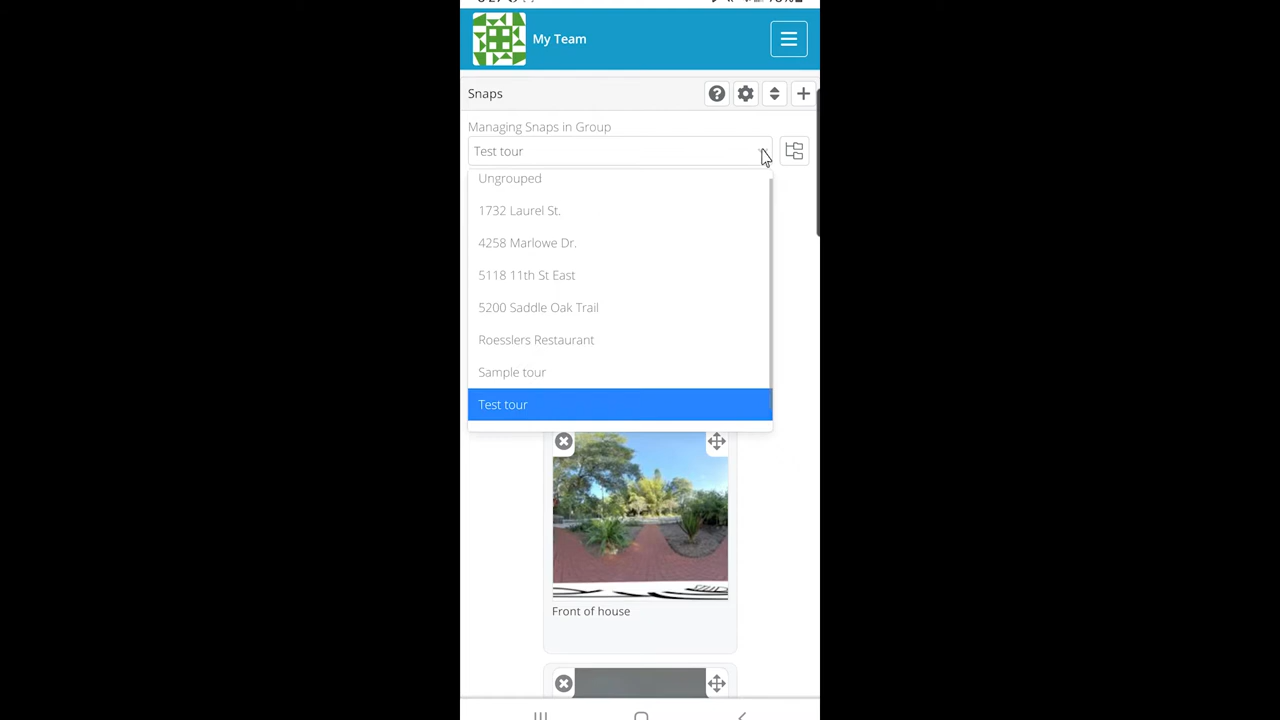 My Team
Snaps
Managing Snaps in Group
Test tour
Ungrouped
1732 Laurel St.
4258 Marlowe Dr.
5118 11th St East
5200 Saddle Oak Trail
Roesslers Restaurant
Sample tour
Test tour
Front of house